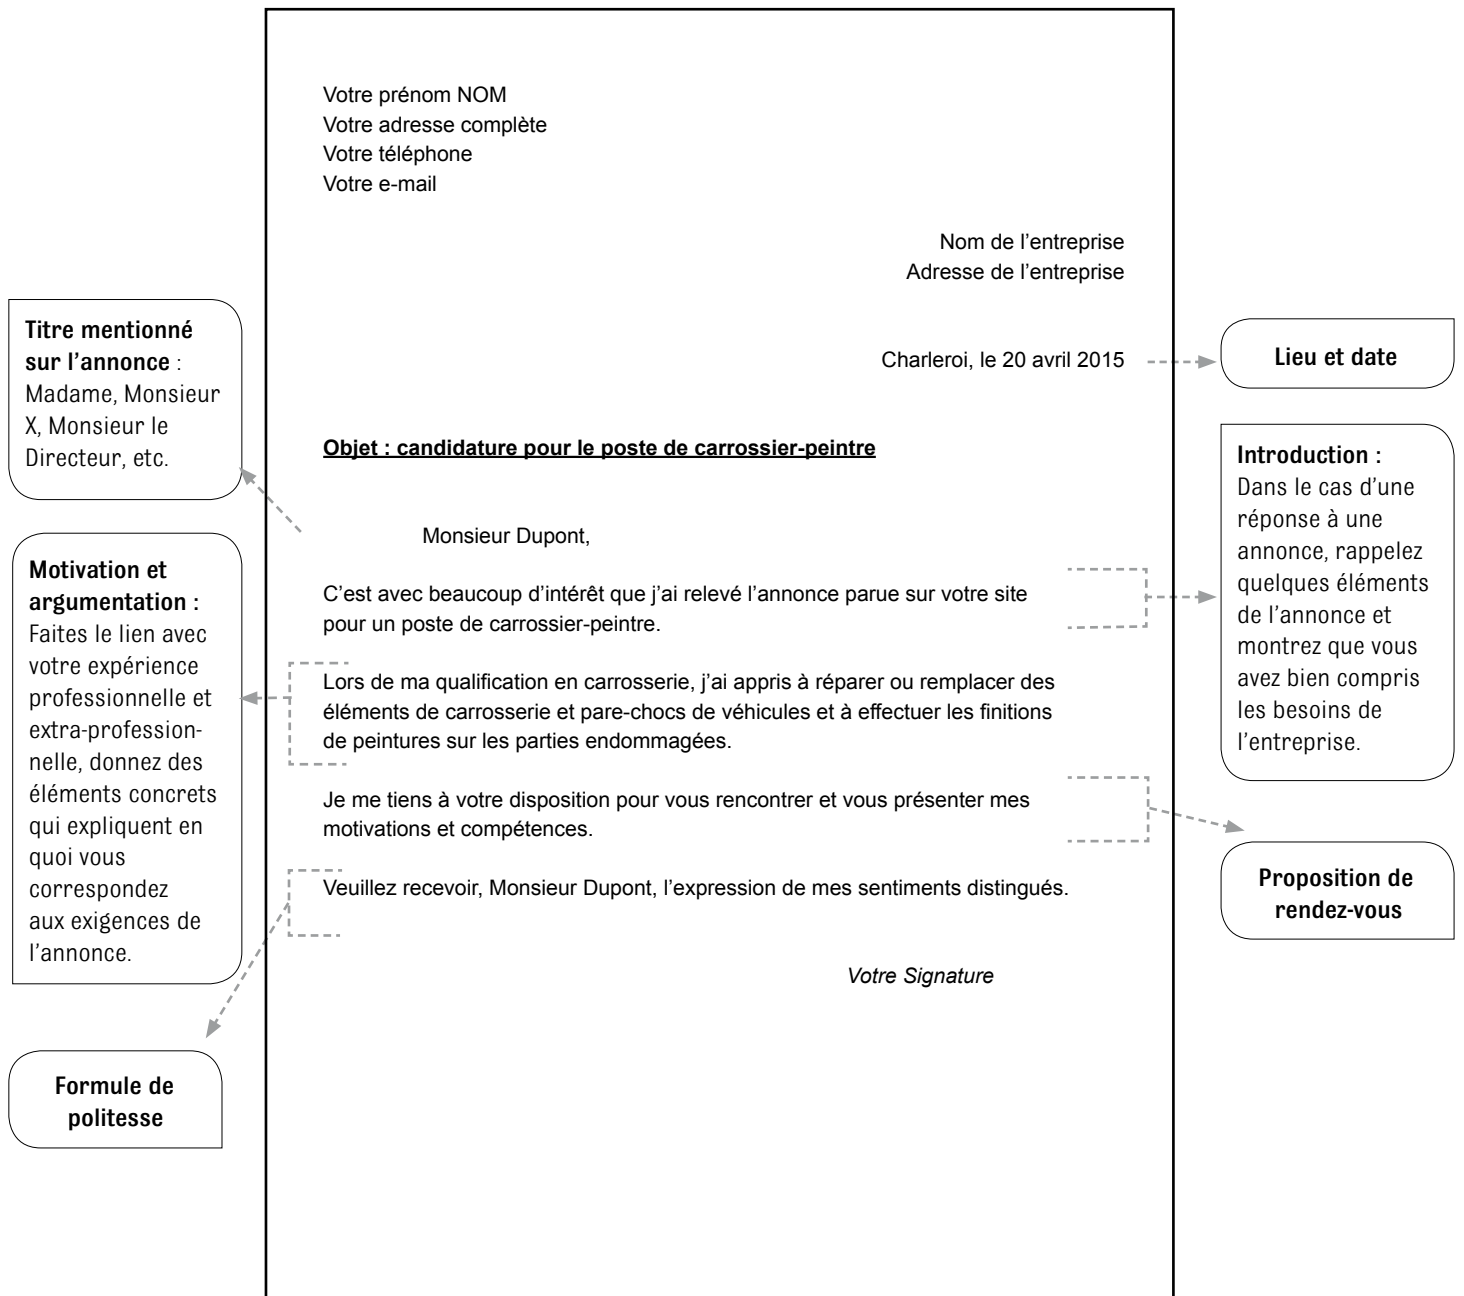 Votre prénom NOM
Votre adresse complète
Votre téléphone
Votre e-mail
Nom de l’entreprise
Adresse de l’entreprise
Charleroi, le 20 avril 2015
Lieu et date
Titre mentionné
sur l’annonce :
Madame, Monsieur
X, Monsieur le
Directeur, etc.
Objet : candidature pour le poste de carrossier-peintre
Monsieur Dupont,
Introduction :
Dans le cas d’une
réponse à une
annonce, rappelez
quelques éléments
de l’annonce et
montrez que vous
avez bien compris
les besoins de
l’entreprise.
C’est avec beaucoup d’intérêt que j’ai relevé l’annonce parue sur votre site
pour un poste de carrossier-peintre.
Motivation et
argumentation :
Faites le lien avec
votre expérience
professionnelle et
extra-profession-
nelle, donnez des
éléments concrets
qui expliquent en
quoi vous
correspondez
aux exigences de
l’annonce.
Lors de ma qualification en carrosserie, j’ai appris à réparer ou remplacer des
éléments de carrosserie et pare-chocs de véhicules et à effectuer les finitions
de peintures sur les parties endommagées.
Je me tiens à votre disposition pour vous rencontrer et vous présenter mes
motivations et compétences.
Proposition de
rendez-vous
Veuillez recevoir, Monsieur Dupont, l’expression de mes sentiments distingués.
Votre Signature
Formule de
politesse